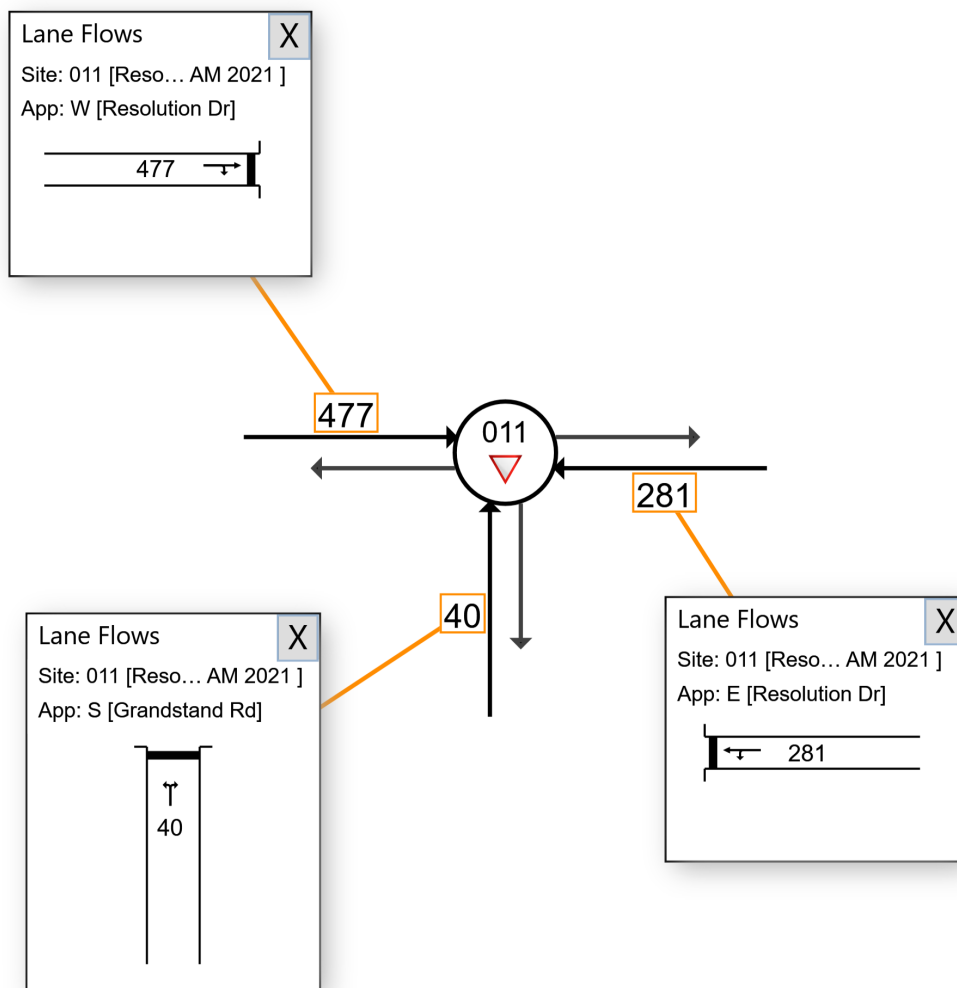 Lane Flows
X
Site: 011 [Reso... AM 2021 ]
App: W [Resolution Dr]
477
477
011
281
40
Lane Flows
X
Site: 011 [Reso... AM 2021 ]
App: S [Grandstand Rd]
40
Lane Flows
X
Site: 011 [Reso... AM 2021 ]
App: E [Resolution Dr]
281